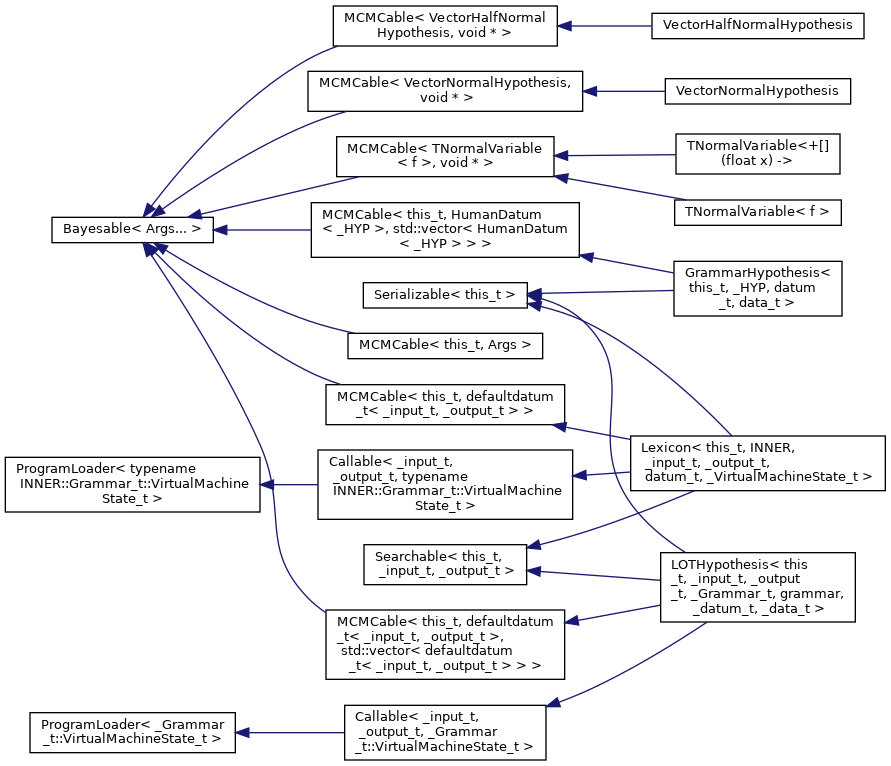 MCMCable< VectorHalfNormal
Hypothesis, void * >
VectorHalfNormalHypothesis
MCMCable< VectorNormalHypothesis,
void * >
VectorNormalHypothesis
MCMCable< TNormalVariable
< f >, void * >
TNormalVariable<+[]
(float x) ->
TNormalVariable< f >
Bayesable< Args... >
MCMCable< this_t, HumanDatum
< _HYP >, std::vector< HumanDatum
< _HYP > > >
GrammarHypothesis<
this_t, _HYP, datum
_t, data_t >
Serializable< this_t >
MCMCable< this_t, Args >
MCMCable< this_t, defaultdatum
_t< _input_t, _output_t > >
Lexicon< this_t, INNER,
_input_t, _output_t,
datum_t, _VirtualMachineState_t >
ProgramLoader< typename
INNER::Grammar_t::VirtualMachine
State_t >
Callable< _input_t,
_output_t, typename
INNER::Grammar_t::VirtualMachine
State_t >
Searchable< this_t,
_input_t, _output_t >
LOTHypothesis< this
_t, _input_t, _output
_t, _Grammar_t, grammar,
_datum_t, _data_t >
MCMCable< this_t, defaultdatum
_t< _input_t, _output_t >,
std::vector< defaultdatum
_t< _input_t, _output_t > > >
ProgramLoader< _Grammar
_t::VirtualMachineState_t >
Callable< _input_t,
_output_t, _Grammar
_t::VirtualMachineState_t >